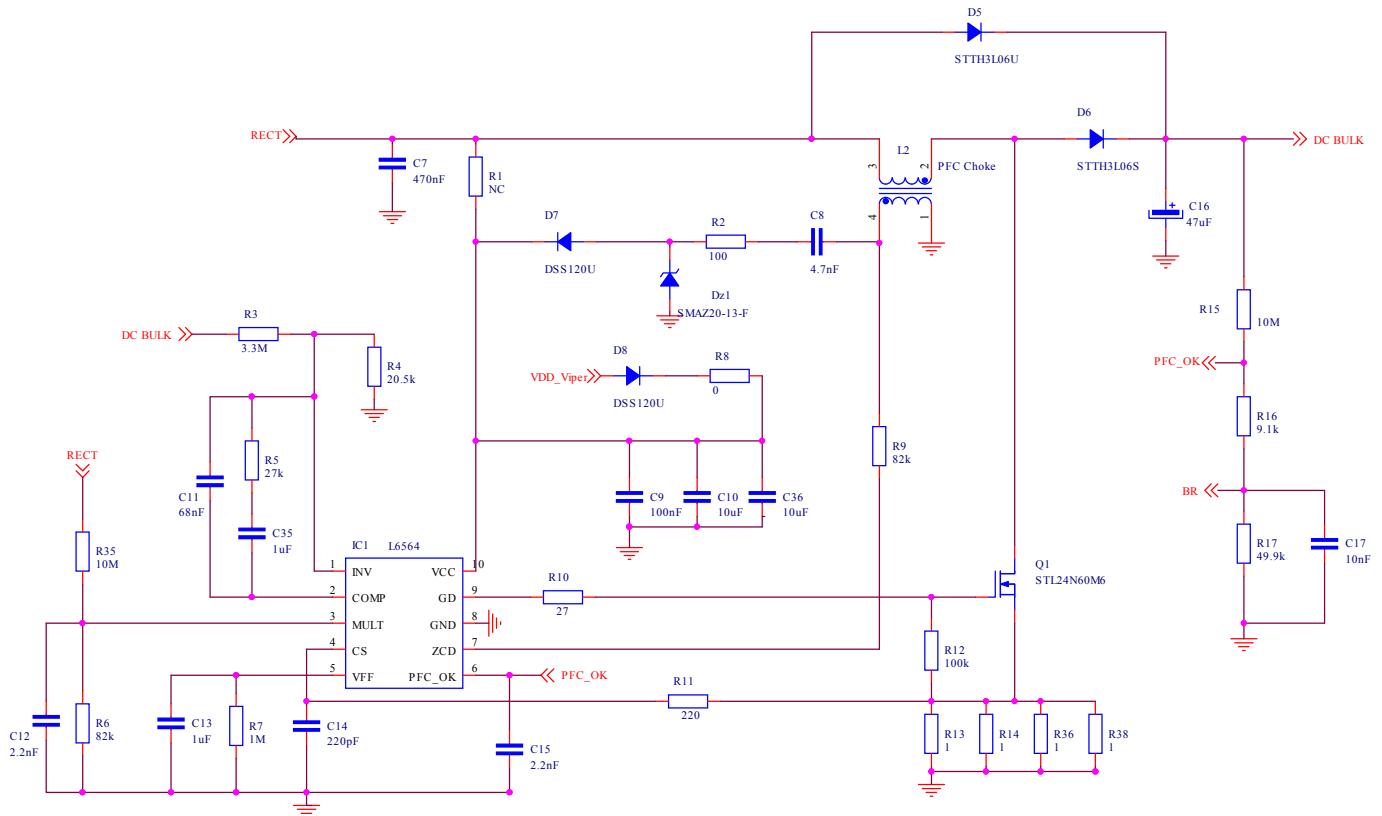 D5
STTH3L06U
RECT
D6
DC BULK
STTH3L06S
C7
470nF
R1
NC
3
2
L2
PFC Choke
4
1
C16
47uF
+
D7
DSS120U
R2
100
C8
4.7nF
Dz1
SMAZ20-13-F
R3
DC BULK
3.3M
R4
20.5k
R15
10M
D8
VDD_Viper
DSS120U
R8
0
PFC_OK
R16
9.1k
R9
82k
RECT
R5
27k
C11
68nF
C35
1uF
C9
100nF
C10
10uF
C36
10uF
BR
R17
49.9k
C17
10nF
R35
10M
IC1
L6564
1
INV
VCC
10
2
COMP
GD
9
3
MULT
GND
8
4
CS
ZCD
7
5
VFF
PFC_OK
6
R10
27
Q1
STL24N60M6
PFC_OK
R12
100k
R11
220
C12
2.2nF
R6
82k
C13
1uF
R7
1M
C14
220pF
C15
2.2nF
R13
1
R14
1
R36
1
R38
1